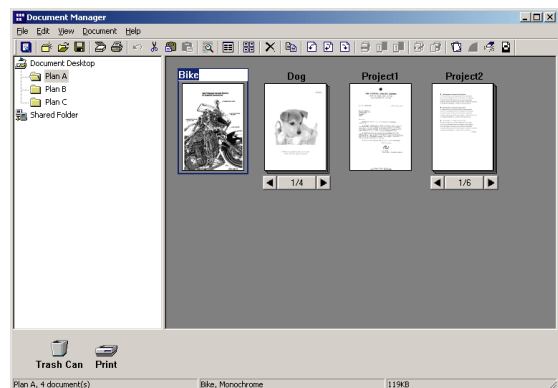 Document Manager
File Edit View Document Help
Document Desktop
Plan A
Plan B
Plan C
Shared Folder
Bike Dog Project1 Project2
1/4 1/6
Trash Can Print
Plan A, 4 document(s) Bike, Monochrome 119KB